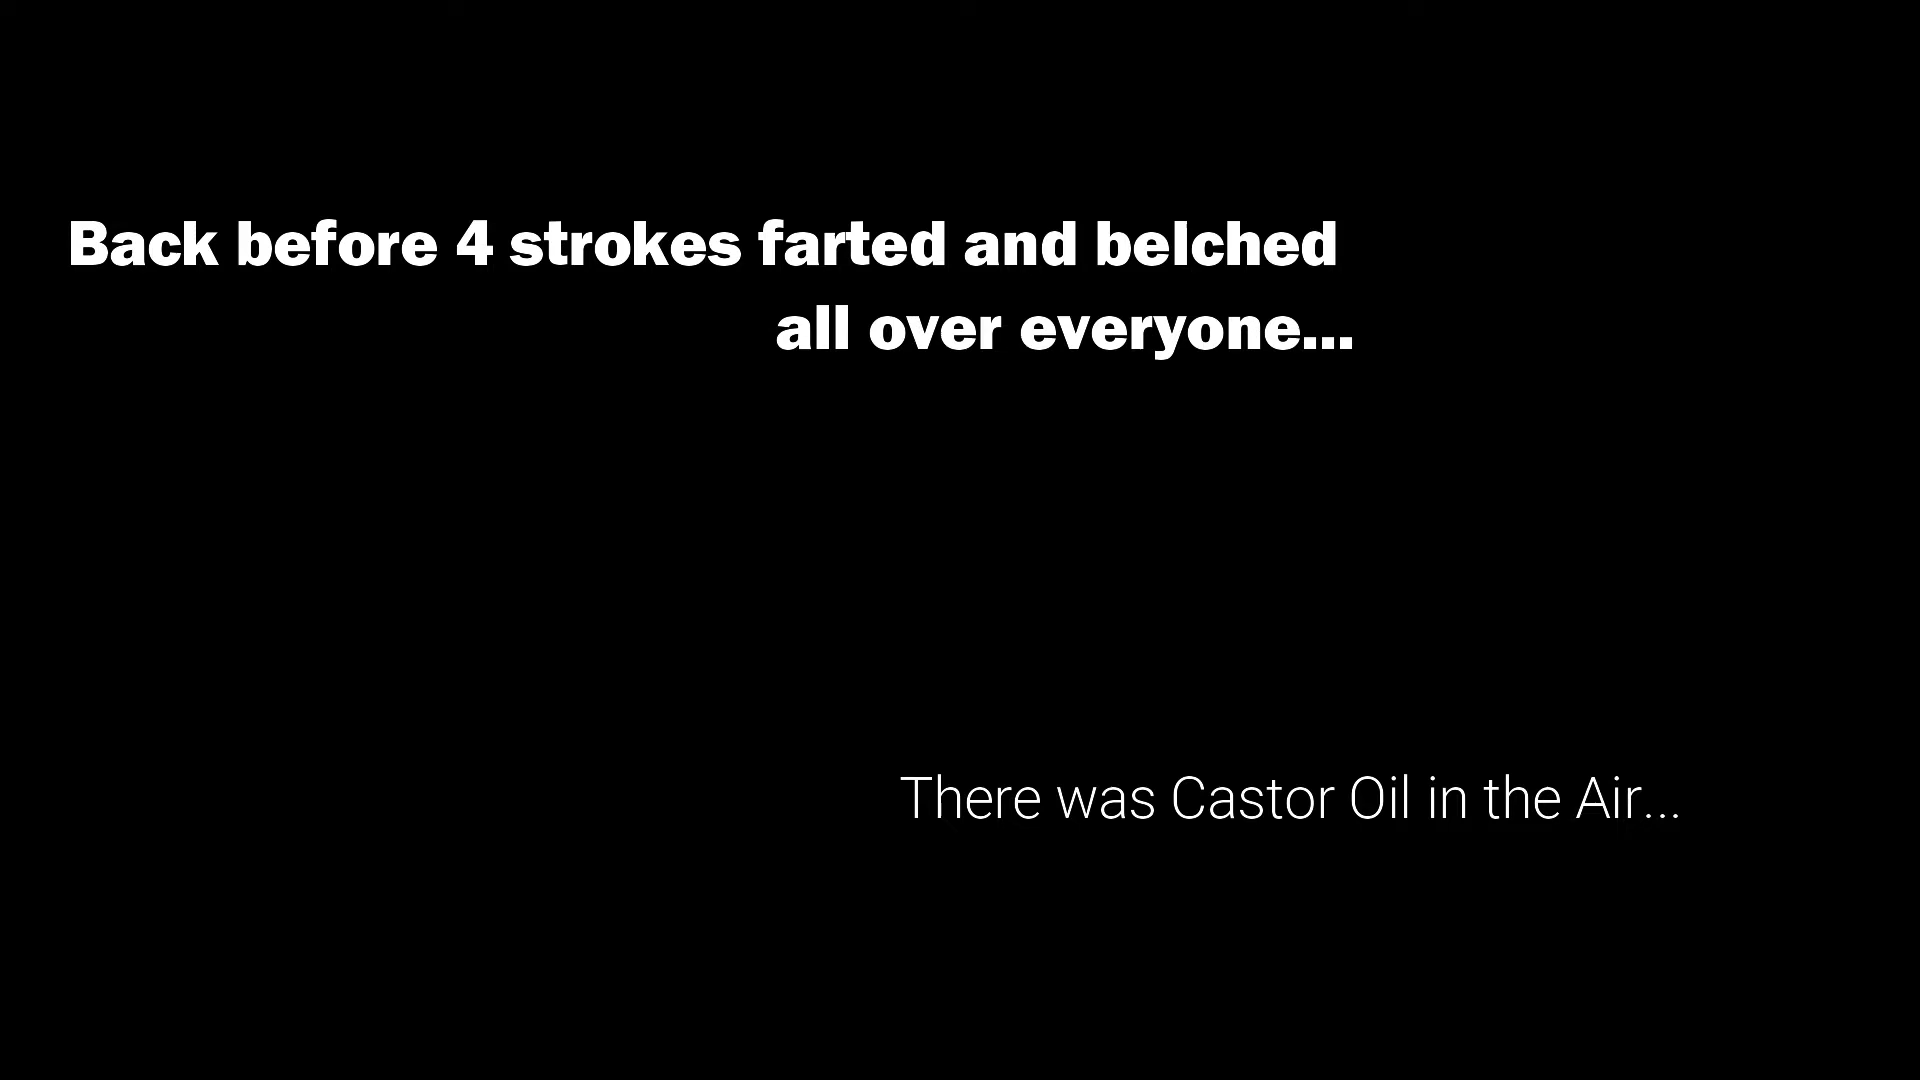 Back before 4 strokes farted and belched
all over everyone...
There was Castor Oil in the Air...